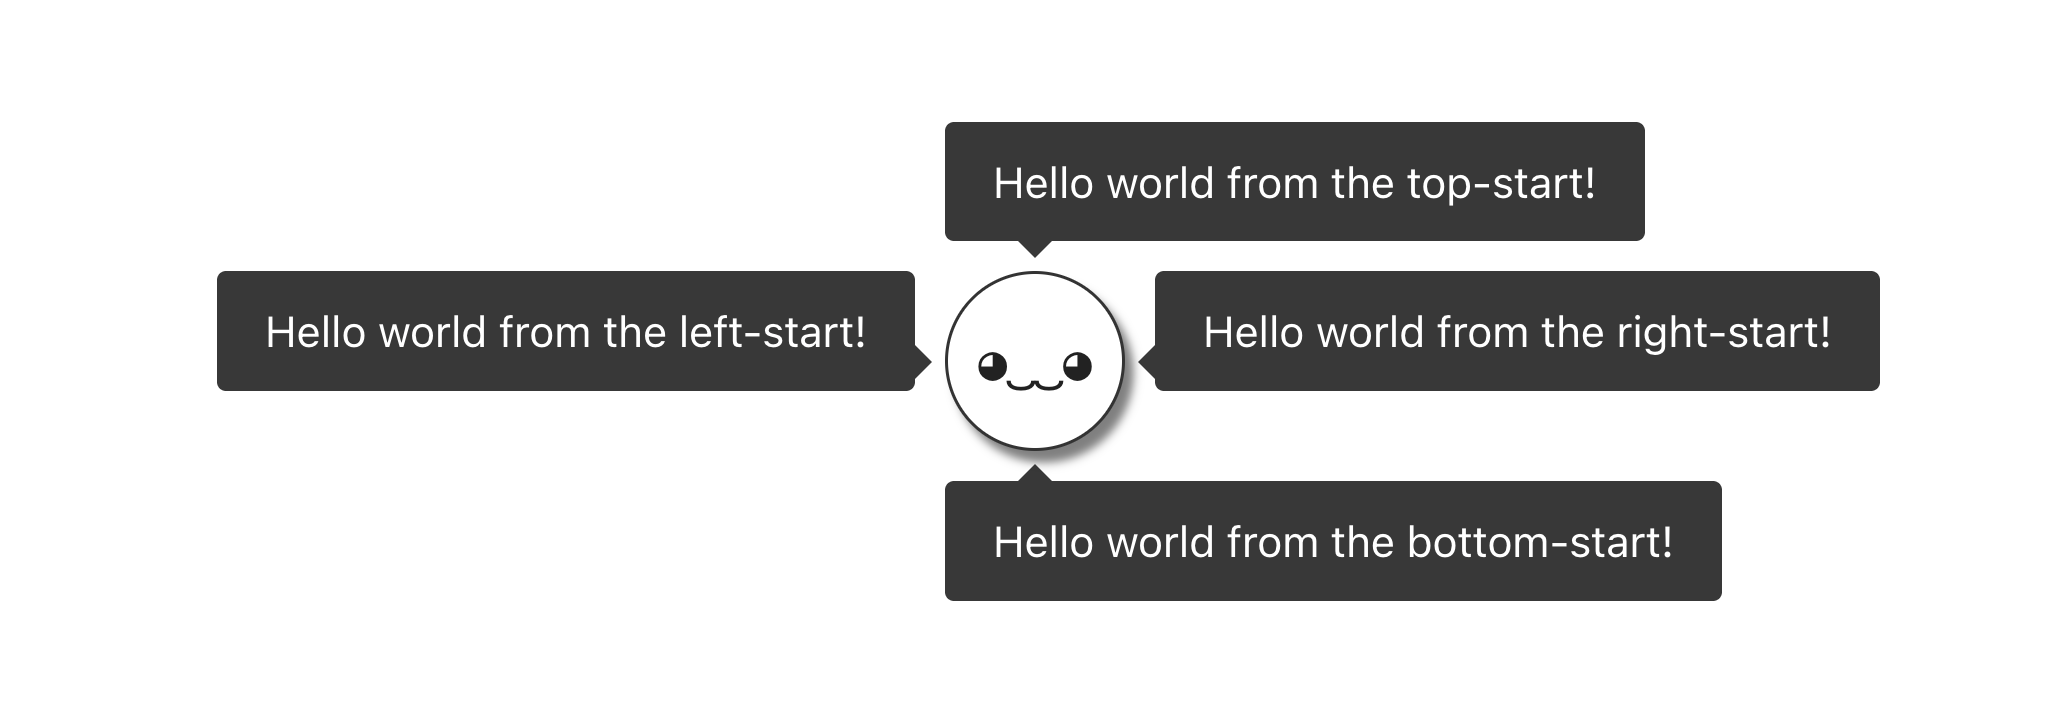 Hello world from the top-start!
Hello world from the left-start!
Hello world from the right-start!
Hello world from the bottom-start!